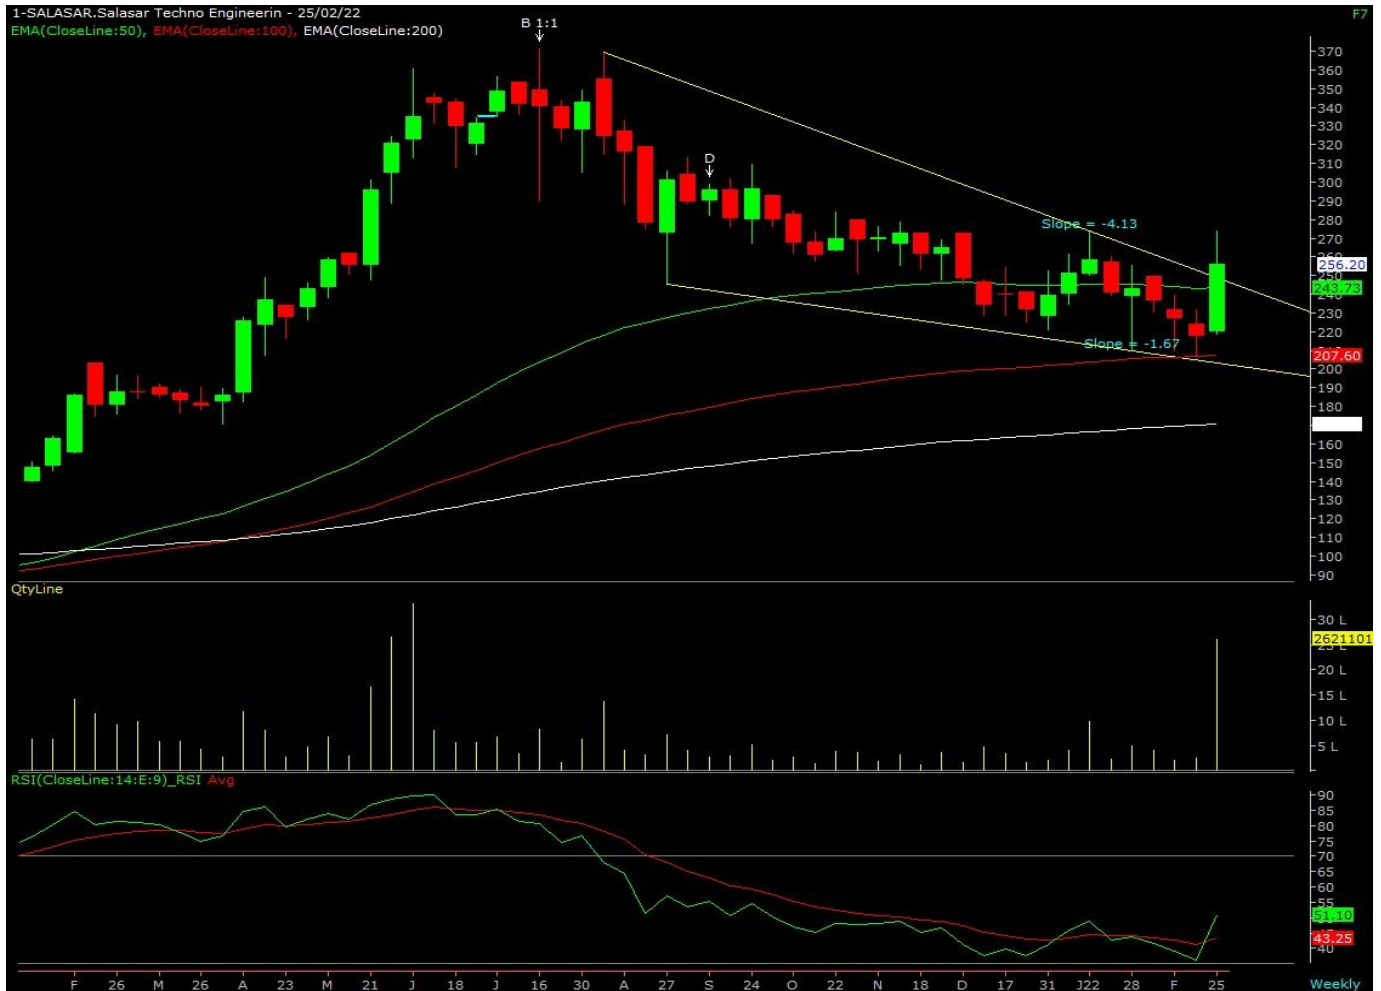 1-SALASAR.Salasar Techno Engineerin - 25/02/22
F7
EMA(CloseLine:50), EMA(CloseLine:100), EMA(CloseLine:200)
B 1:1
D
Slope = -4.13
Slope = -1.67
370
360
350
340
330
320
310
300
290
280
270
256.20
243.73
230
220
207.60
200
190
180
160
150
140
130
120
110
100
90
QtyLine
30 L
2621101
20 L
15 L
10 L
5 L
RSI(CloseLine:14:E:9)_RSI Avg
90
85
80
75
70
65
60
51.10
43.25
40
F 26 M 26 A 23 M 21 J 18 J 16 30 A 27 S 24 O 22 N 18 D 17 31 J22 28 F 25
Weekly